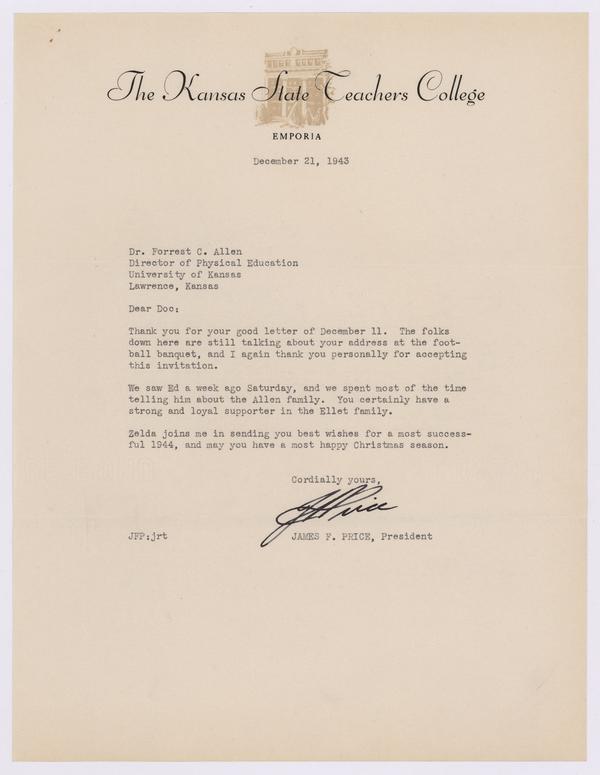 The Kansas State Teachers College
EMPORIA
December 21, 1943
Dr. Forrest C. Allen
Director of Physical Education
University of Kansas
Lawrence, Kansas
Dear Doc:
Thank you for your good letter of December 11. The folks
down here are still talking about your address at the foot-
ball banquet, and I again thank you personally for accepting
this invitation.
We saw Ed a week ago Saturday, and we spent most of the time
telling him about the Allen family. You certainly have a
strong and loyal supporter in the Ellet family.
Zelda joins me in sending you best wishes for a most success-
ful 1944, and may you have a most happy Christmas season.
Cordially yours,
JFPrice
JFP:jrt JAMES F. PRICE, President